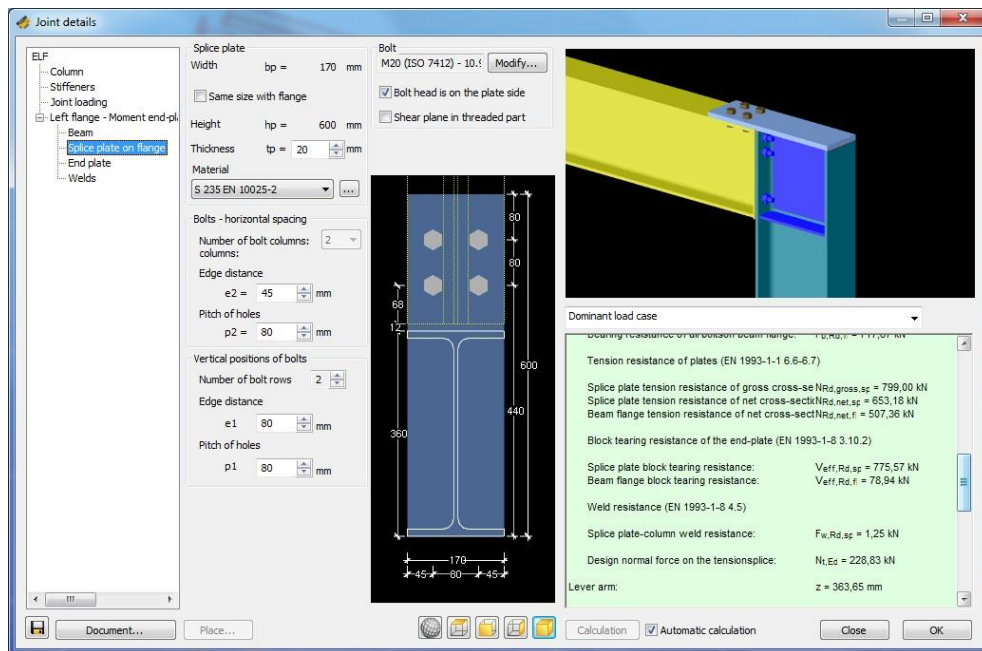 Joint details
ELF
Column
Stiffeners
Joint loading
Left flange - Moment end-pl
Beam
Splice plate on flange
End plate
Welds
Splice plate
Width bp = 170 mm
Same size with flange
Height hp = 600 mm
Thickness tp = 20 mm
Material
S 235 EN 10025-2
...
Bolts - horizontal spacing
Number of bolt columns: 2
columns:
Edge distance
e2 = 45 mm
Pitch of holes
p2 = 80 mm
Vertical positions of bolts
Number of bolt rows 2
Edge distance
e1 80 mm
Pitch of holes
p1 80 mm
Bolt
M20 (ISO 7412) - 10.9 Modify...
Bolt head is on the plate side
Shear plane in threaded part
80
80
68
12
600
440
360
170
45 80 45
Dominant load case
Tension resistance of plates (EN 1993-1-1 6.6-6.7)
Splice plate tension resistance of gross cross-se NRd,gross,sp = 799,00 kN
Splice plate tension resistance of net cross-secti NRd,net,sp = 653,18 kN
Beam flange tension resistance of net cross-sect NRd,net,fl = 507,36 kN
Block tearing resistance of the end-plate (EN 1993-1-8 3.10.2)
Splice plate block tearing resistance: Veff,Rd,sp = 775,57 kN
Beam flange block tearing resistance: Veff,Rd,fl = 78,94 kN
Weld resistance (EN 1993-1-8 4.5)
Splice plate-column weld resistance: Fw,Rd,sp = 1,25 kN
Design normal force on the tensionsplice: Nt,Ed = 228,83 kN
Lever arm: z = 363,65 mm
Document...
Place...
Calculation
Automatic calculation
Close
OK